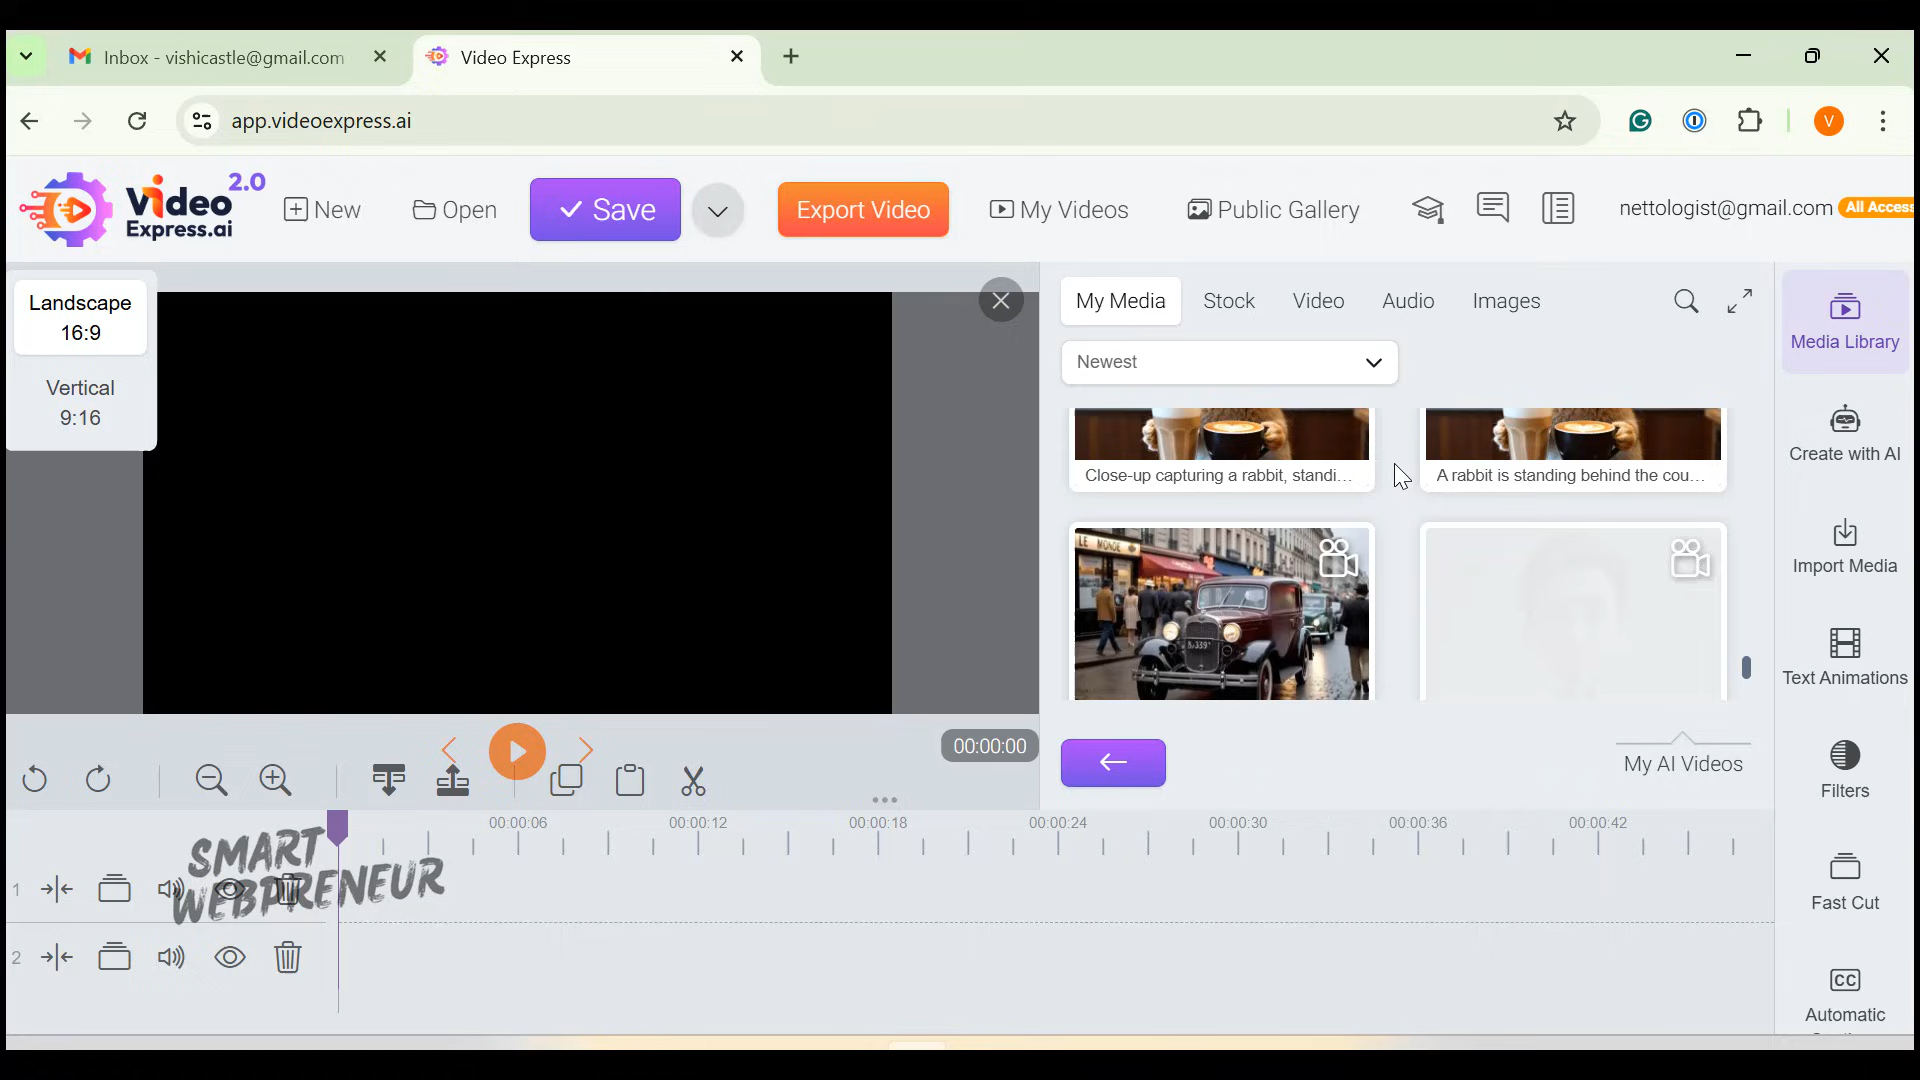 Inbox - vishicastle@gmail.com
Video Express
app.videoexpress.ai
Video 2.0
Express.ai
New
Open
Save
Export Video
My Videos
Public Gallery
nettologist@gmail.com
All Access
Landscape
16:9
Vertical
9:16
My Media
Stock
Video
Audio
Images
Newest
Close-up capturing a rabbit, standi...
A rabbit is standing behind the cou...
LE MONDE
My AI Videos
00:00:00
00:00:06
00:00:12
00:00:18
00:00:24
00:00:30
00:00:36
00:00:42
1
2
SMART
WEBPRENEUR
Media Library
Create with AI
Import Media
Text Animations
Filters
Fast Cut
CC
Automatic
V